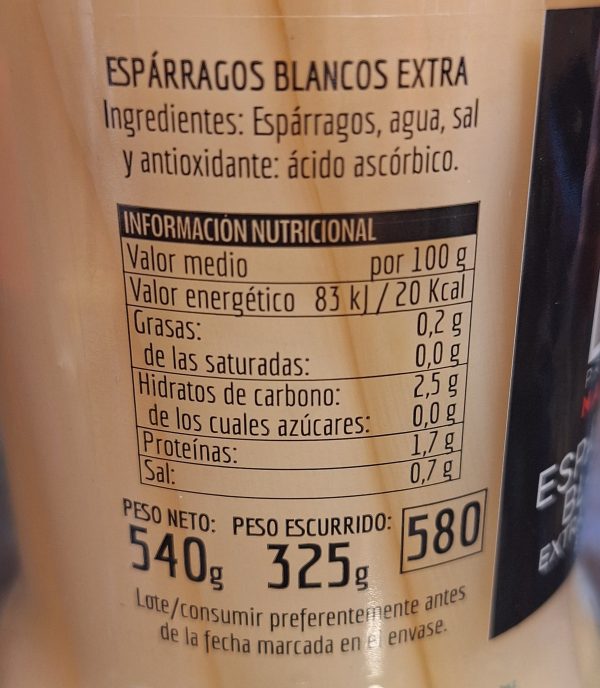 ESPÁRRAGOS BLANCOS EXTRA
Ingredientes: Espárragos, agua, sal
y antioxidante: ácido ascórbico.
INFORMACIÓN NUTRICIONAL
Valor medio por 100 g
Valor energético 83 kJ / 20 Kcal
Grasas: 0,2 g
de las saturadas: 0,0 g
Hidratos de carbono: 2,5 g
de los cuales azúcares: 0,0 g
Proteínas: 1,7 g
Sal: 0,7 g
PESO NETO: PESO ESCURRIDO: 580
540g 325g
Lote/consumir preferentemente antes
de la fecha marcada en el envase.